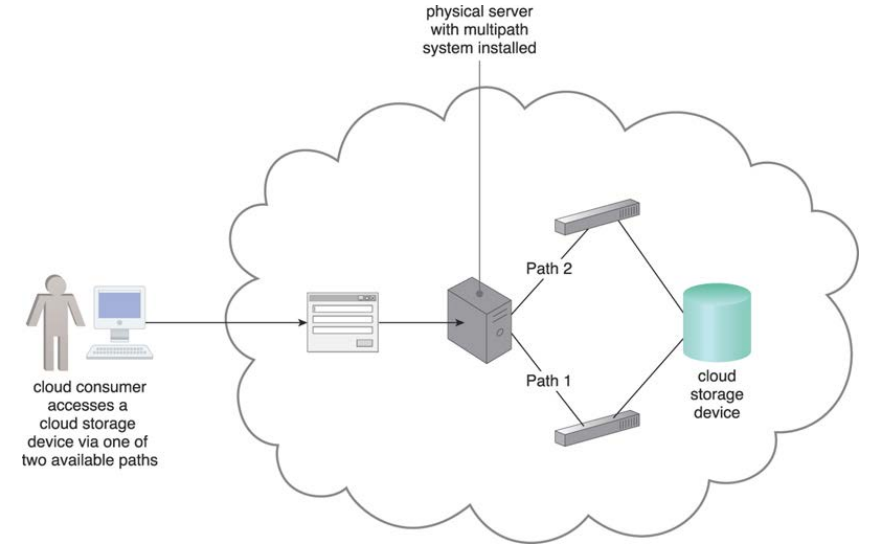 physical server
with multipath
system installed
Path 2
Path 1
cloud consumer
accesses a
cloud storage
device via one of
two available paths
cloud
storage
device